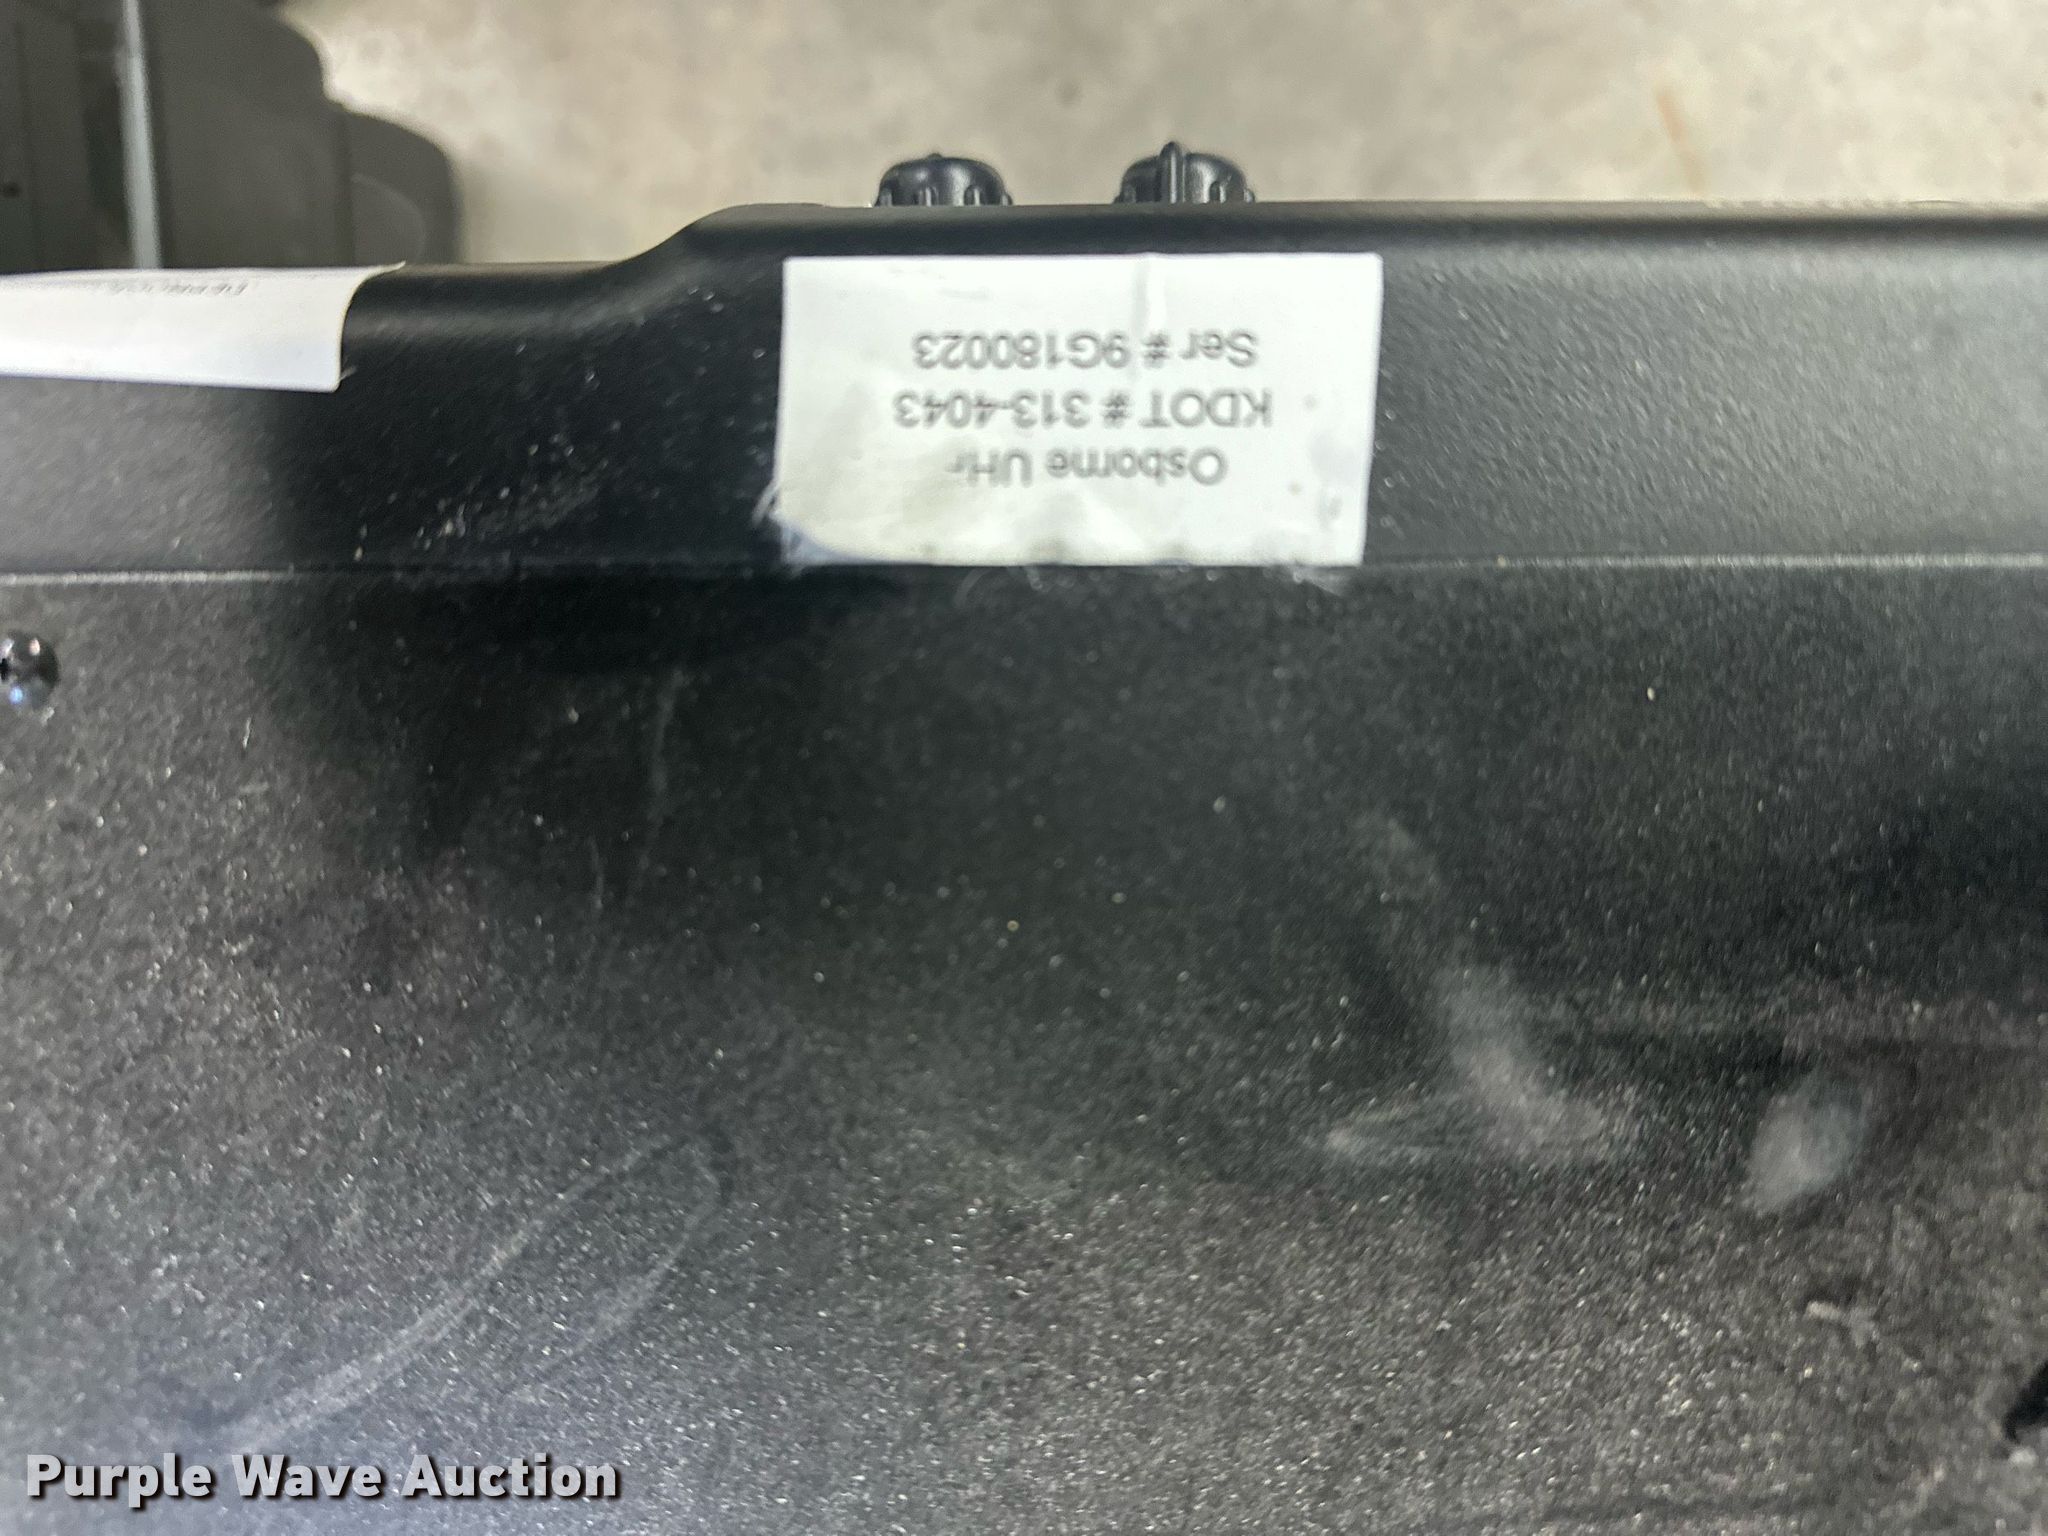 Osborne UHF
KDOT # 313-4043
Ser # 9G180023
Purple Wave Auction